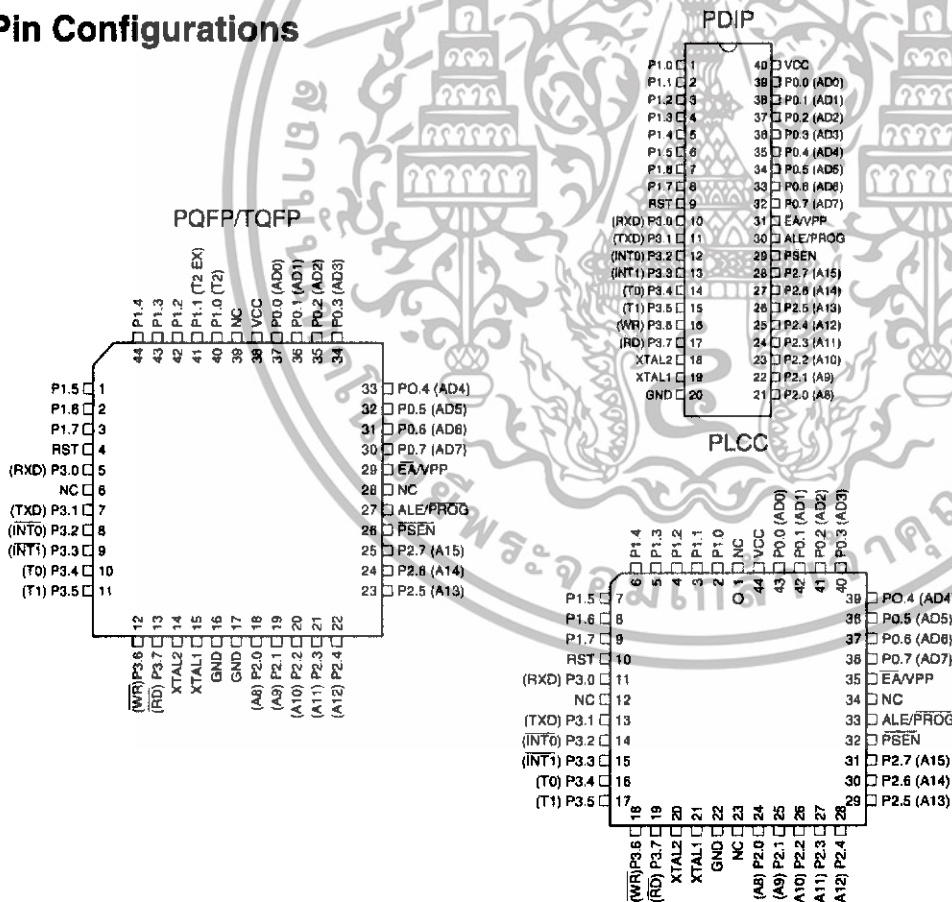 Pin Configurations
PDIP
P1.0 1
P1.1 2
P1.2 3
P1.3 4
P1.4 5
P1.5 6
P1.6 7
P1.7 8
RST 9
(RXD) P3.0 10
(TXD) P3.1 11
(INT0) P3.2 12
(INT1) P3.3 13
(T0) P3.4 14
(T1) P3.5 15
(WR) P3.6 16
(RD) P3.7 17
XTAL2 18
XTAL1 19
GND 20
40 VCC
39 P0.0 (AD0)
38 P0.1 (AD1)
37 P0.2 (AD2)
36 P0.3 (AD3)
35 P0.4 (AD4)
34 P0.5 (AD5)
33 P0.6 (AD6)
32 P0.7 (AD7)
31 EA/VPP
30 ALE/PROG
29 PSEN
28 P2.7 (A15)
27 P2.6 (A14)
26 P2.5 (A13)
25 P2.4 (A12)
24 P2.3 (A11)
23 P2.2 (A10)
22 P2.1 (A9)
21 P2.0 (A8)
PQFP/TQFP
44 P1.4
43 P1.3
42 P1.2
41 P1.1 (T2 EX)
40 P1.0 (T2)
39 NC
38 VCC
37 P0.0 (AD0)
36 P0.1 (AD1)
35 P0.2 (AD2)
34 P0.3 (AD3)
P1.5 1
P1.6 2
P1.7 3
RST 4
(RXD) P3.0 5
NC 6
(TXD) P3.1 7
(INT0) P3.2 8
(INT1) P3.3 9
(T0) P3.4 10
(T1) P3.5 11
33 P0.4 (AD4)
32 P0.5 (AD5)
31 P0.6 (AD6)
30 P0.7 (AD7)
29 EA/VPP
28 NC
27 ALE/PROG
26 PSEN
25 P2.7 (A15)
24 P2.6 (A14)
23 P2.5 (A13)
12 (WR) P3.6
13 (RD) P3.7
14 XTAL2
15 XTAL1
16 GND
17 GND
18 (A8) P2.0
19 (A9) P2.1
20 (A10) P2.2
21 (A11) P2.3
22 (A12) P2.4
PLCC
6 P1.4
5 P1.3
4 P1.2
3 P1.1
2 P1.0
1 NC
44 VCC
43 P0.0 (AD0)
42 P0.1 (AD1)
41 P0.2 (AD2)
40 P0.3 (AD3)
P1.5 7
P1.6 8
P1.7 9
RST 10
(RXD) P3.0 11
NC 12
(TXD) P3.1 13
(INT0) P3.2 14
(INT1) P3.3 15
(T0) P3.4 16
(T1) P3.5 17
39 P0.4 (AD4
38 P0.5 (AD5)
37 P0.6 (AD6)
36 P0.7 (AD7)
35 EA/VPP
34 NC
33 ALE/PROG
32 PSEN
31 P2.7 (A15)
30 P2.6 (A14)
29 P2.5 (A13)
18 (WR) P3.6
19 (RD) P3.7
20 XTAL2
21 XTAL1
22 GND
23 NC
24 (A8) P2.0
25 (A9) P2.1
26 A10) P2.2
27 A11) P2.3
28 A12) P2.4